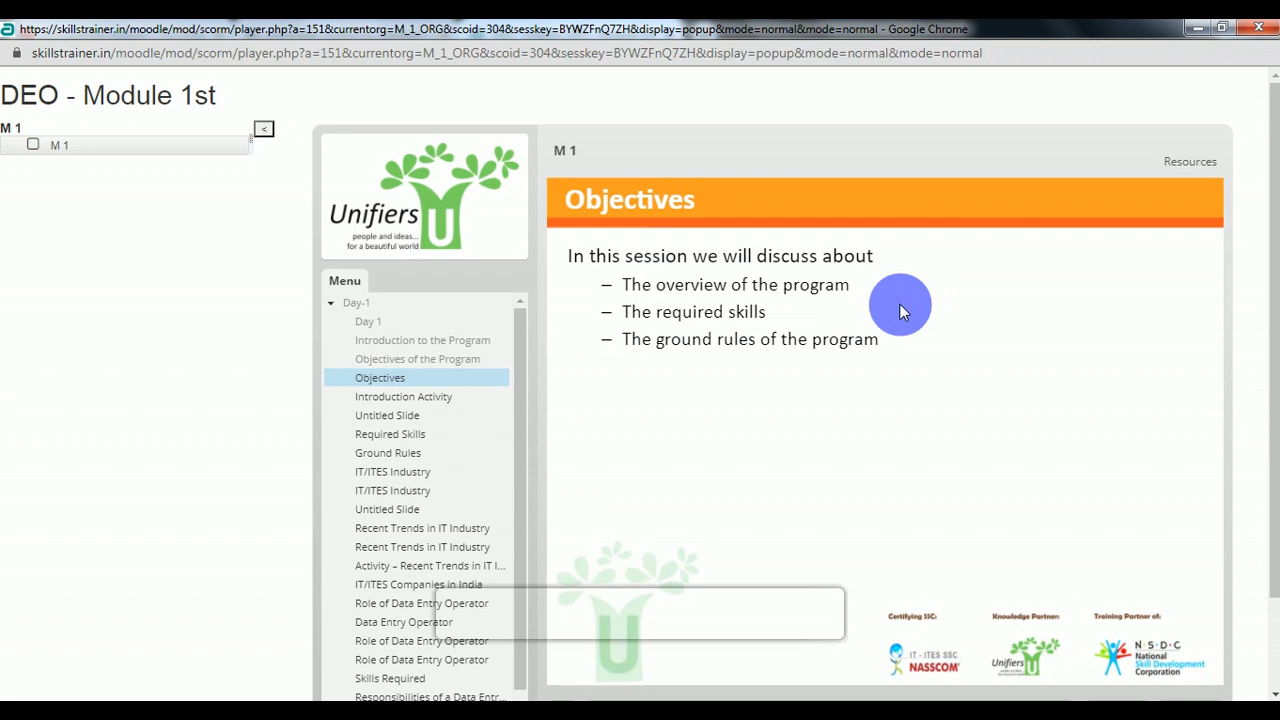 https://skillstrainer.in/moodle/mod/scorm/player.php?a=151&currentorg=M_1_ORG&scoid=304&sesskey=BYWZFnQ7ZH&display=popup&mode=normal&mode=normal - Google Chrome
skillstrainer.in/moodle/mod/scorm/player.php?a=151&currentorg=M_1_ORG&scoid=304&sesskey=BYWZFnQ7ZH&display=popup&mode=normal&mode=normal
DEO - Module 1st
M 1
<
M 1
Unifiers
U
people and ideas...
for a beautiful world
Menu
Day-1
Day 1
Introduction to the Program
Objectives of the Program
Objectives
Introduction Activity
Untitled Slide
Required Skills
Ground Rules
IT/ITES Industry
IT/ITES Industry
Untitled Slide
Recent Trends in IT Industry
Recent Trends in IT Industry
Activity – Recent Trends in IT I...
IT/ITES Companies in India
Role of Data Entry Operator
Data Entry Operator
Role of Data Entry Operator
Role of Data Entry Operator
Skills Required
Responsibilities of a Data Entr...
M 1
Resources
Objectives
In this session we will discuss about
– The overview of the program
– The required skills
– The ground rules of the program
U
Certifying SSC:
IT - ITES SSC
NASSCOM
Knowledge Partner:
Unifiers
Training Partner of:
N·S·D·C
National
Skill Development
Corporation